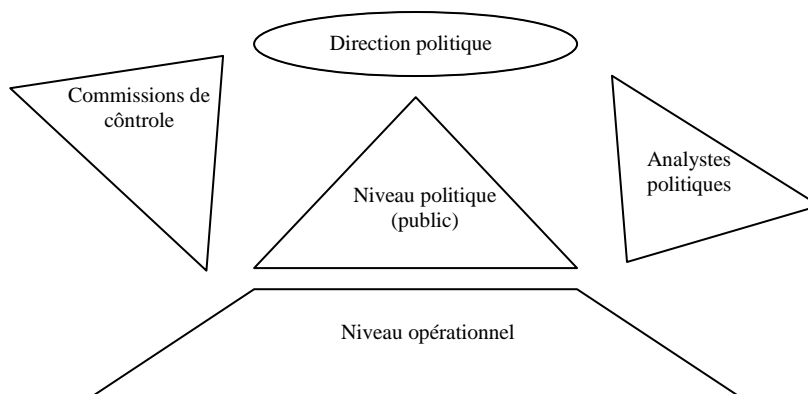 Direction politique
Commissions de
côntrole
Analystes
politiques
Niveau politique
(public)
Niveau opérationnel